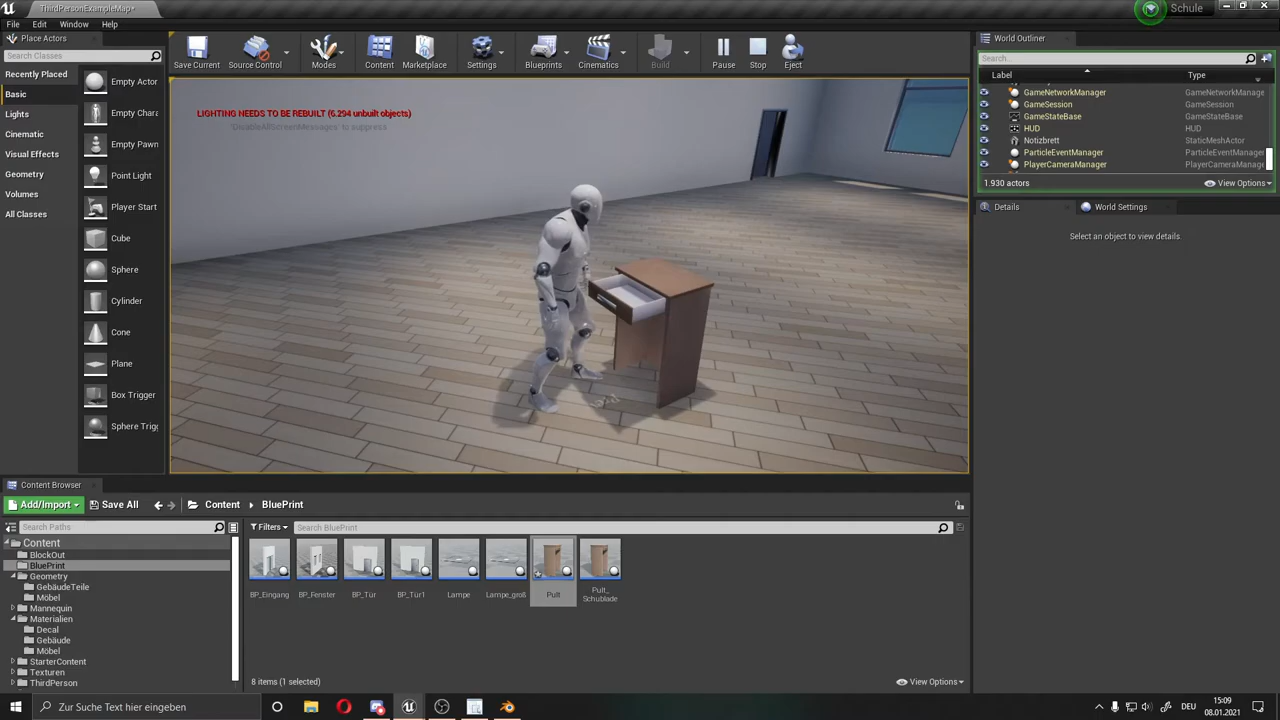 ThirdPersonExampleMap*
Schule
File Edit Window Help
Place Actors
Search Classes
Recently Placed
Basic
Lights
Cinematic
Visual Effects
Geometry
Volumes
All Classes
Empty Actor
Empty Chara
Empty Pawn
Point Light
Player Start
Cube
Sphere
Cylinder
Cone
Plane
Box Trigger
Sphere Trigg
Save Current Source Control Modes Content Marketplace Settings Blueprints Cinematics Build Pause Stop Eject
LIGHTING NEEDS TO BE REBUILT (6.294 unbuilt objects)
'DisableAllScreenMessages' to suppress
World Outliner
Search...
Label Type
GameNetworkManager GameNetworkManage
GameSession GameSession
GameStateBase GameStateBase
HUD HUD
Notizbrett StaticMeshActor
ParticleEventManager ParticleEventManager
PlayerCameraManager PlayerCameraManage
1.930 actors View Options
Details World Settings
Select an object to view details
Content Browser
Add/Import Save All Content BluePrint
Search Paths
Filters Search BluePrint
Content
BlockOut
BluePrint
Geometry
GebäudeTeile
Möbel
Mannequin
Materialien
Decal
Gebäude
Möbel
StarterContent
Texturen
ThirdPerson
BP_Eingang BP_Fenster BP_Tür BP_Tür1 Lampe Lampe_groß Pult Pult_
Schublade
8 items (1 selected) View Options
Zur Suche Text hier eingeben
DEU
15:09
08.01.2021